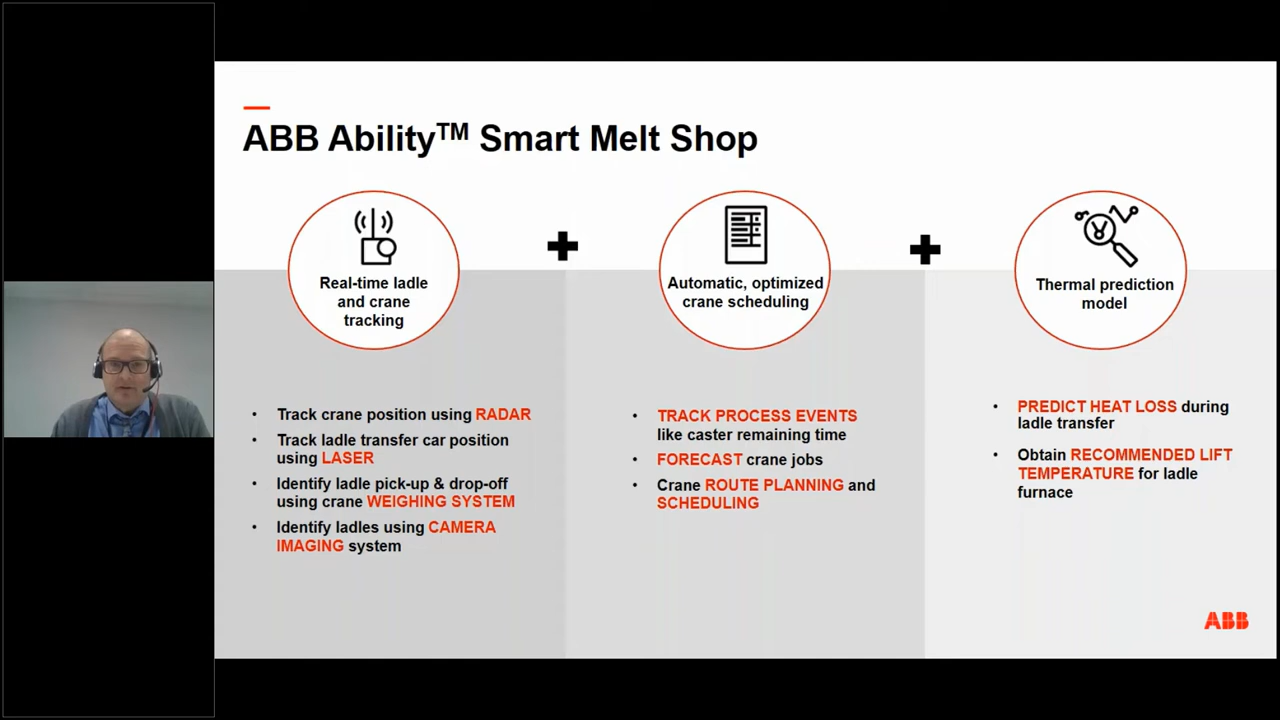 ABB Ability™ Smart Melt Shop
Real-time ladle
and crane
tracking
Automatic, optimized
crane scheduling
Thermal prediction
model
• Track crane position using RADAR
• Track ladle transfer car position
using LASER
• Identify ladle pick-up & drop-off
using crane WEIGHING SYSTEM
• Identify ladles using CAMERA
IMAGING system
• TRACK PROCESS EVENTS
like caster remaining time
• FORECAST crane jobs
• Crane ROUTE PLANNING and
SCHEDULING
• PREDICT HEAT LOSS during
ladle transfer
• Obtain RECOMMENDED LIFT
TEMPERATURE for ladle
furnace
ABB